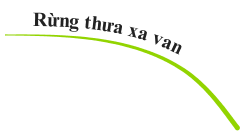 Rừng thưa xa van